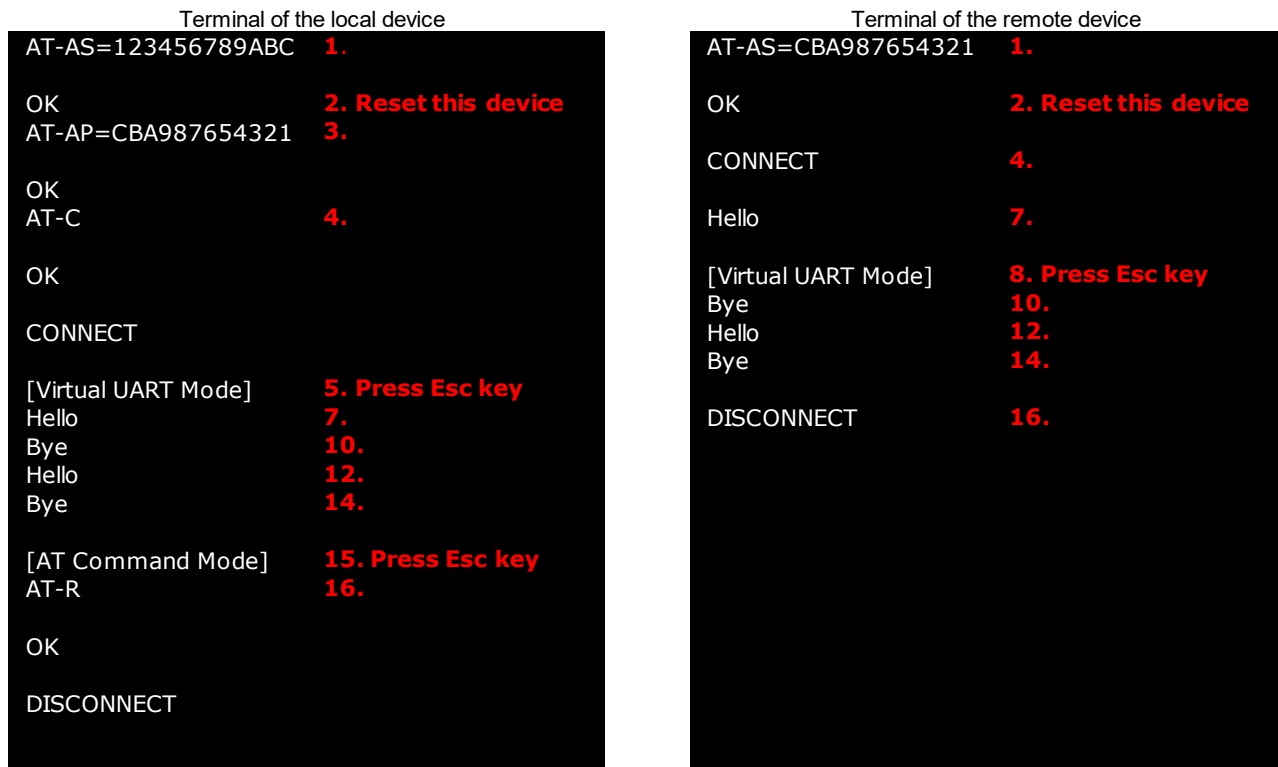 Terminal of the local device
AT-AS=123456789ABC 1.
OK 2. Reset this device
AT-AP=CBA987654321 3.
OK
AT-C 4.
OK
CONNECT
[Virtual UART Mode] 5. Press Esc key
Hello 7.
Bye 10.
Hello 12.
Bye 14.
[AT Command Mode] 15. Press Esc key
AT-R 16.
OK
DISCONNECT
Terminal of the remote device
AT-AS=CBA987654321 1.
OK 2. Reset this device
CONNECT 4.
Hello 7.
[Virtual UART Mode] 8. Press Esc key
Bye 10.
Hello 12.
Bye 14.
DISCONNECT 16.